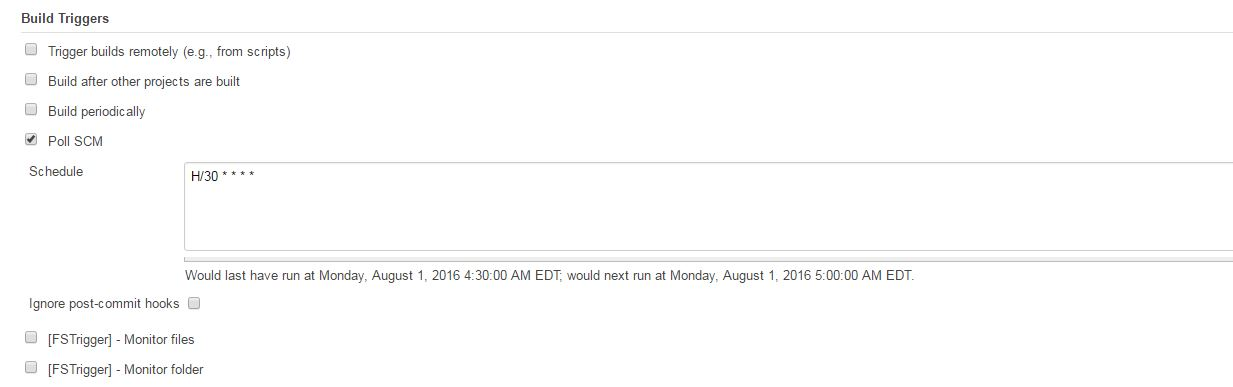 Build Triggers
Trigger builds remotely (e.g., from scripts)
Build after other projects are built
Build periodically
Poll SCM
Schedule
H/30 * * * *
Would last have run at Monday, August 1, 2016 4:30:00 AM EDT; would next run at Monday, August 1, 2016 5:00:00 AM EDT.
Ignore post-commit hooks
[FSTrigger] - Monitor files
[FSTrigger] - Monitor folder